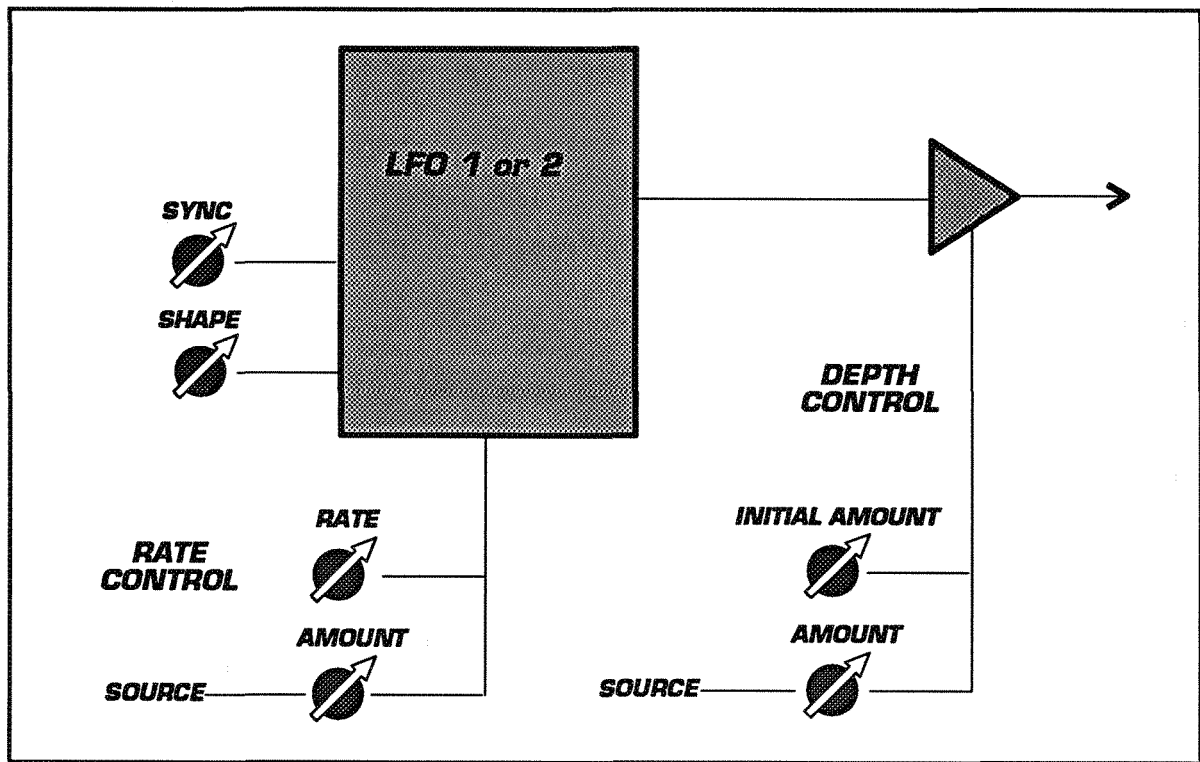 LFO 1 or 2
SYNC
SHAPE
DEPTH
CONTROL
RATE
RATE
CONTROL
AMOUNT
SOURCE
INITIAL AMOUNT
AMOUNT
SOURCE